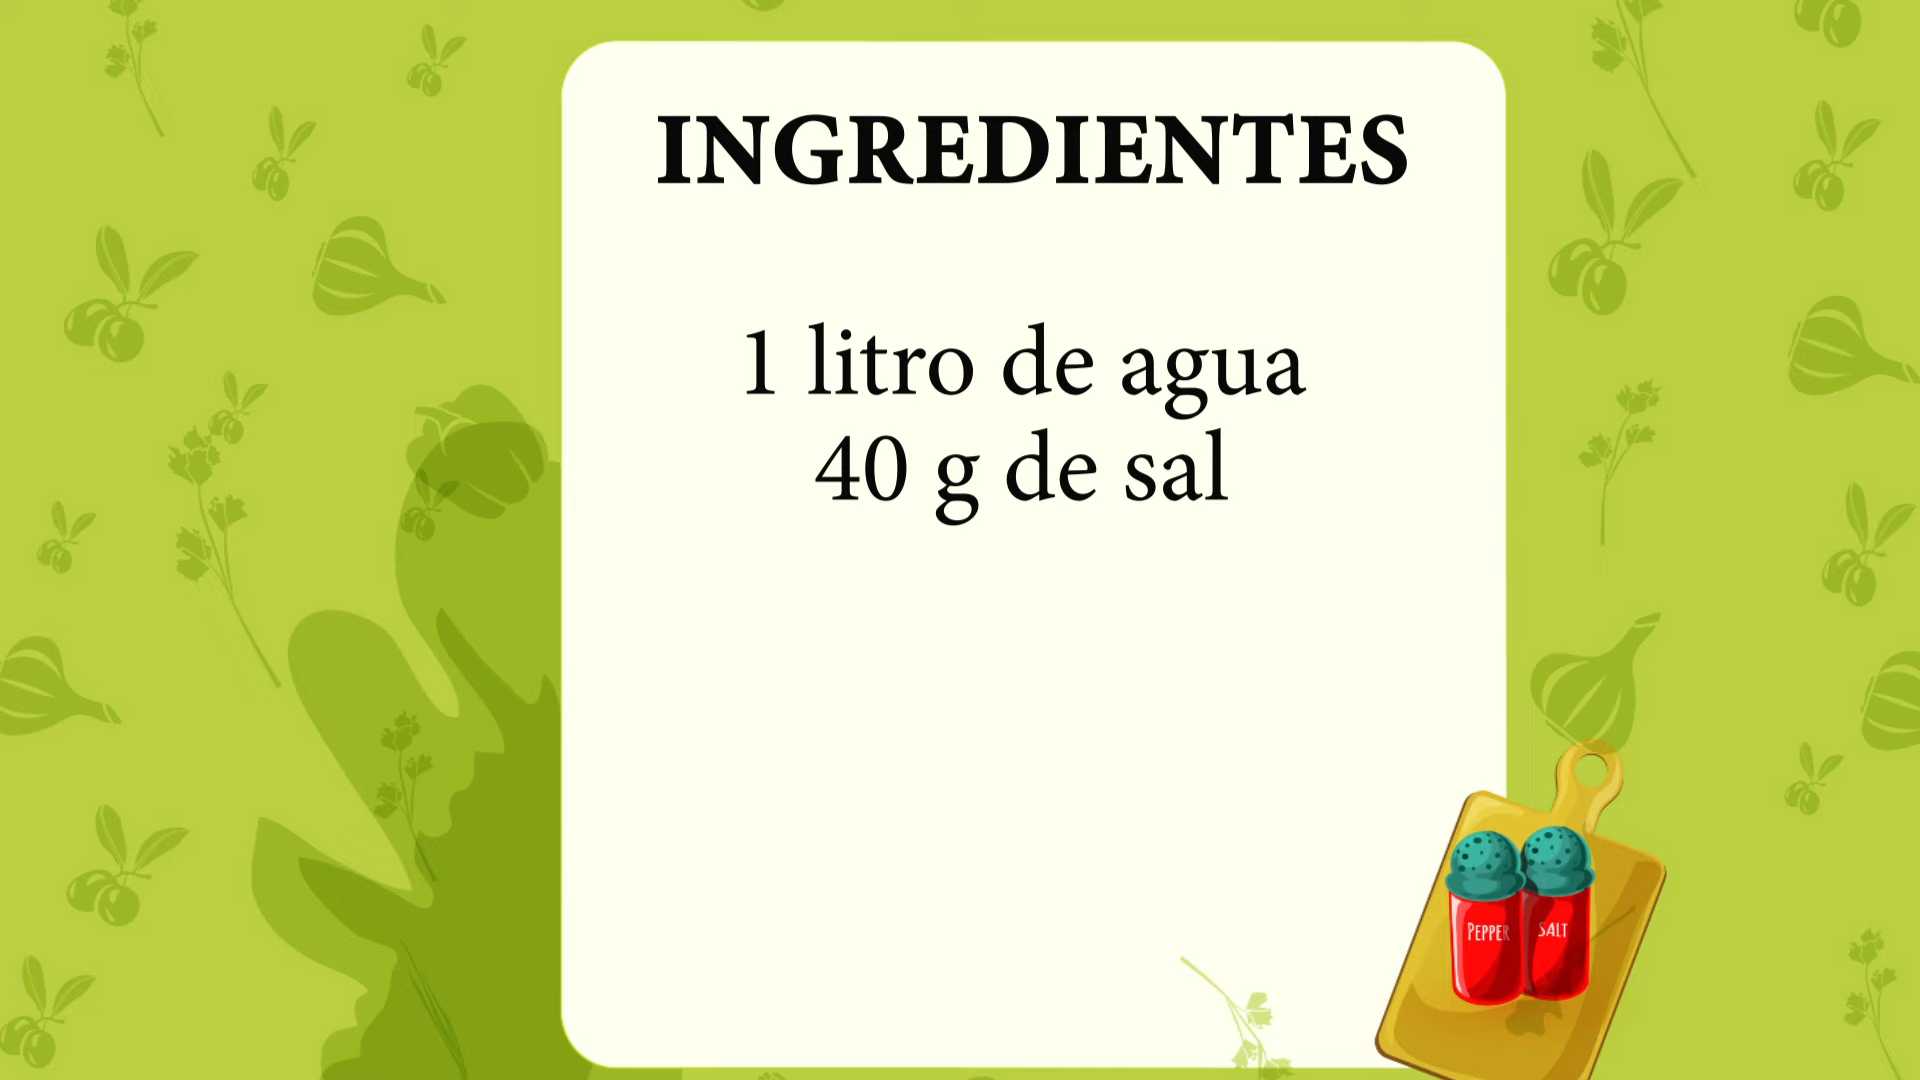 INGREDIENTES
1 litro de agua
40 g de sal
PEPPER
SALT